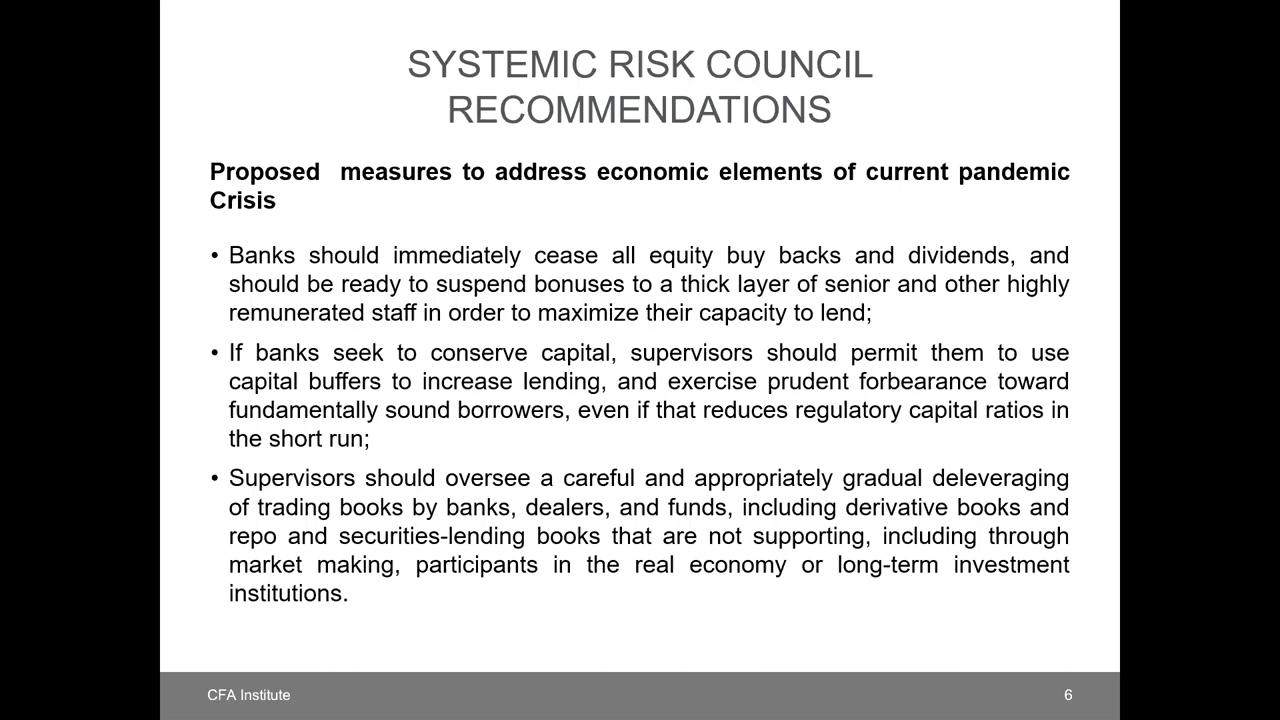 SYSTEMIC RISK COUNCIL
RECOMMENDATIONS
Proposed  measures to address economic elements of current pandemic
Crisis
• Banks should immediately cease all equity buy backs and dividends, and
should be ready to suspend bonuses to a thick layer of senior and other highly
remunerated staff in order to maximize their capacity to lend;
• If banks seek to conserve capital, supervisors should permit them to use
capital buffers to increase lending, and exercise prudent forbearance toward
fundamentally sound borrowers, even if that reduces regulatory capital ratios in
the short run;
• Supervisors should oversee a careful and appropriately gradual deleveraging
of trading books by banks, dealers, and funds, including derivative books and
repo and securities-lending books that are not supporting, including through
market making, participants in the real economy or long-term investment
institutions.
CFA Institute
6